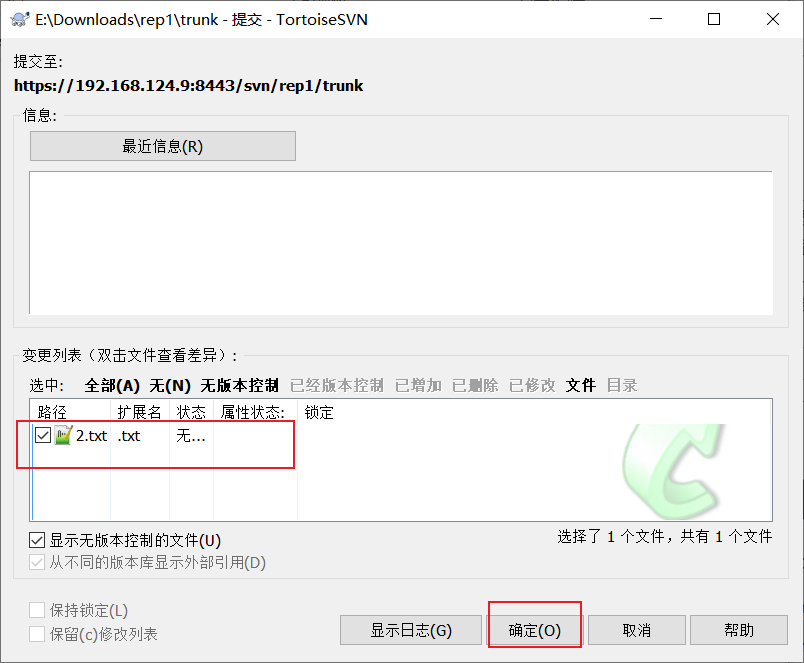 E:\Downloads\rep1\trunk - 提交 - TortoiseSVN
提交至:
https://192.168.124.9:8443/svn/rep1/trunk
信息:
最近信息(R)
变更列表（双击文件查看差异）:
选中: 全部(A) 无(N) 无版本控制 已经版本控制 已增加 已删除 已修改 文件 目录
路径 扩展名 状态 属性状态: 锁定
2.txt .txt 无...
显示无版本控制的文件(U)
选择了 1 个文件，共有 1 个文件
从不同的版本库显示外部引用(D)
保持锁定(L)
保留(c)修改列表
显示日志(G) 确定(O) 取消 帮助